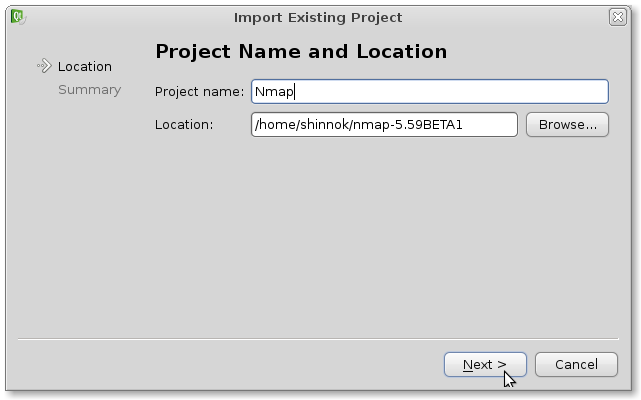 Import Existing Project
Location
Summary
Project Name and Location
Project name: Nmap
Location: /home/shinnok/nmap-5.59BETA1 Browse...
Next > Cancel